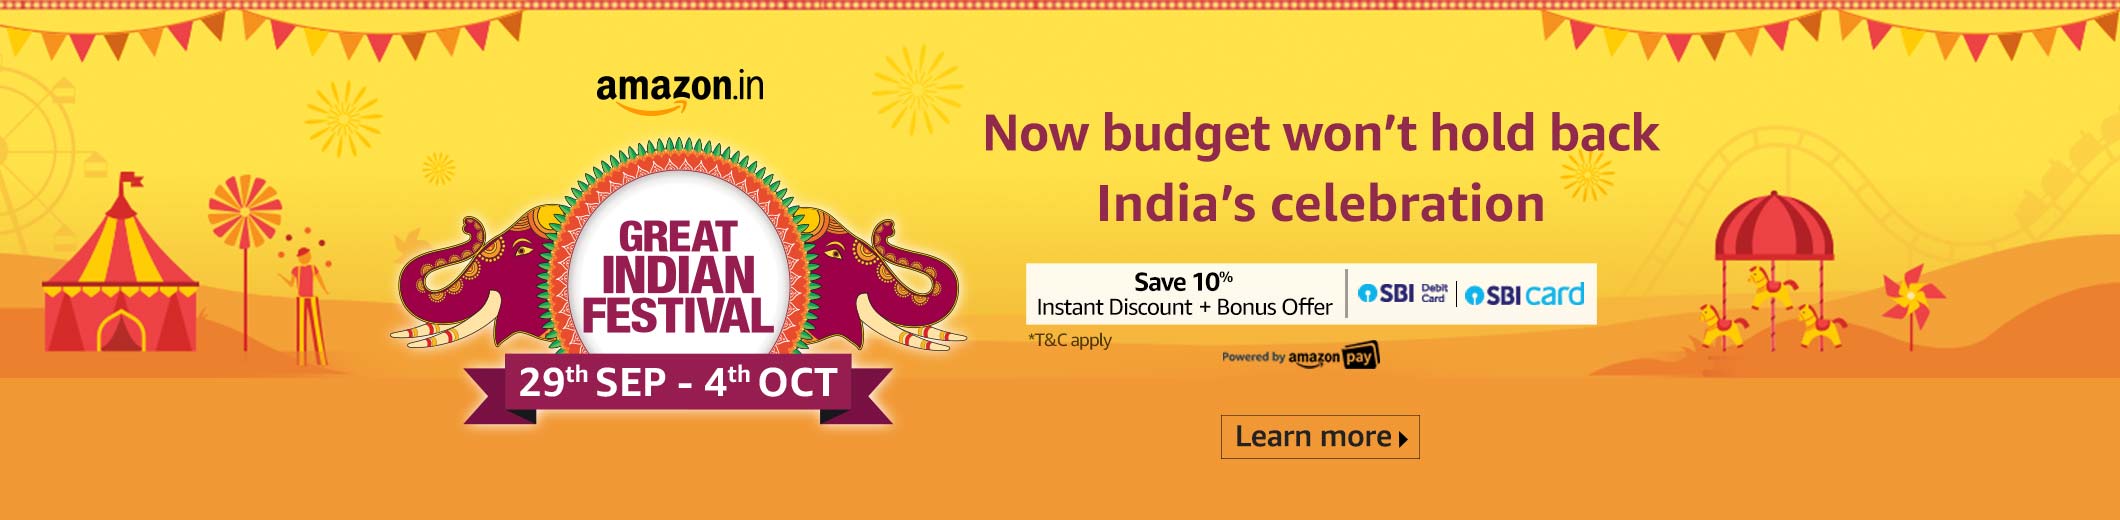 amazon.in
GREAT
INDIAN
FESTIVAL
29th SEP - 4th OCT
Now budget won't hold back
India's celebration
Save 10%
Instant Discount + Bonus Offer
SBI Debit Card
SBI card
*T&C apply
Powered by amazon pay
Learn more